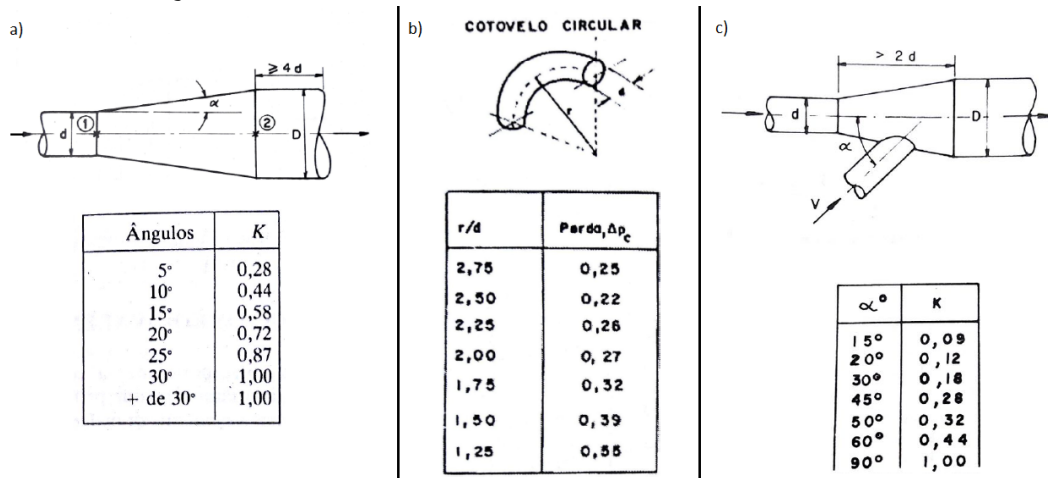 a)
≥ 4 d
α
d
①
②
D
Ângulos K
5° 0,28
10° 0,44
15° 0,58
20° 0,72
25° 0,87
30° 1,00
+ de 30° 1,00
b)
COTOVELO CIRCULAR
r
d
r/d Perda, Δpc
2,75 0,25
2,50 0,22
2,25 0,26
2,00 0, 27
1,75 0,32
1,50 0,39
1,25 0,55
c)
> 2 d
d
D
α
V
α° K
15° 0,09
20° 0,12
30° 0,18
45° 0,28
50° 0,32
60° 0,44
90° 1,00